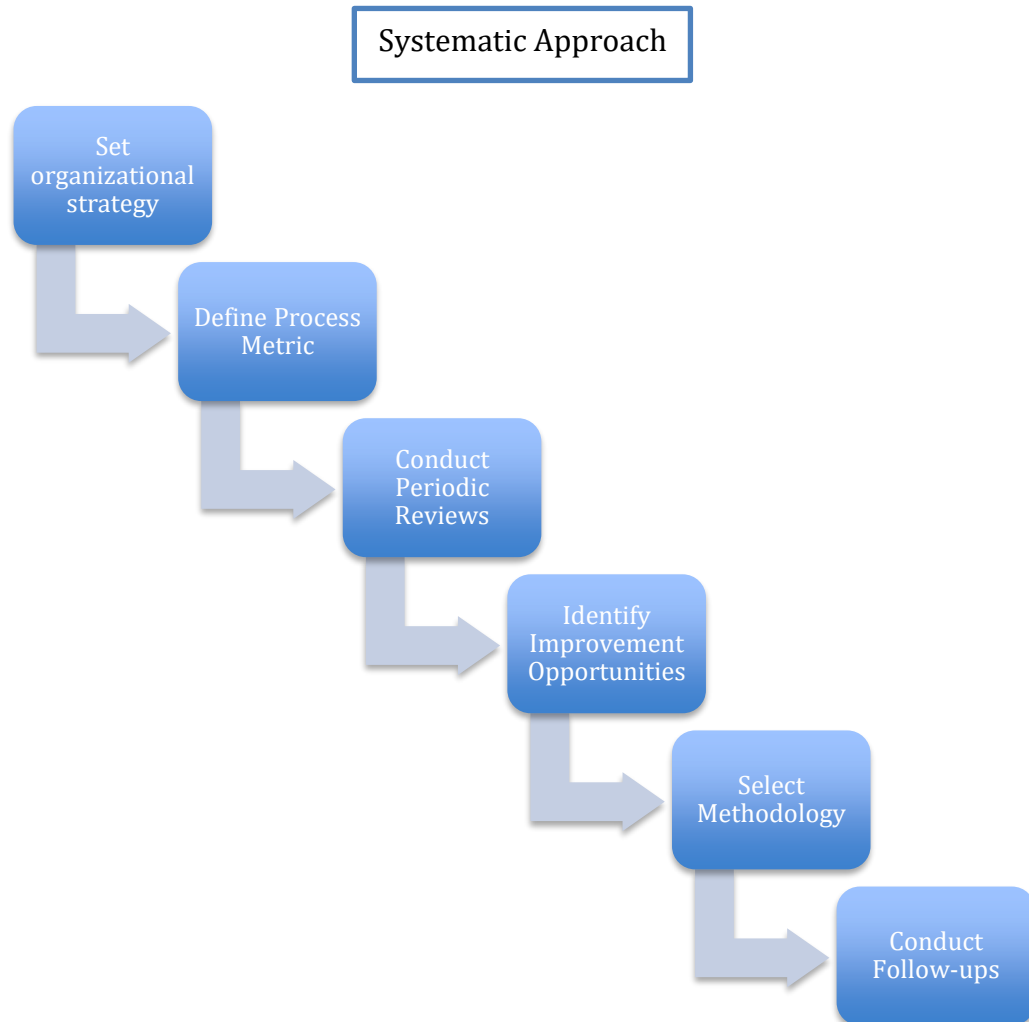 Systematic Approach
Set
organizational
strategy
Define Process
Metric
Conduct
Periodic
Reviews
Identify
Improvement
Opportunities
Select
Methodology
Conduct
Follow-ups